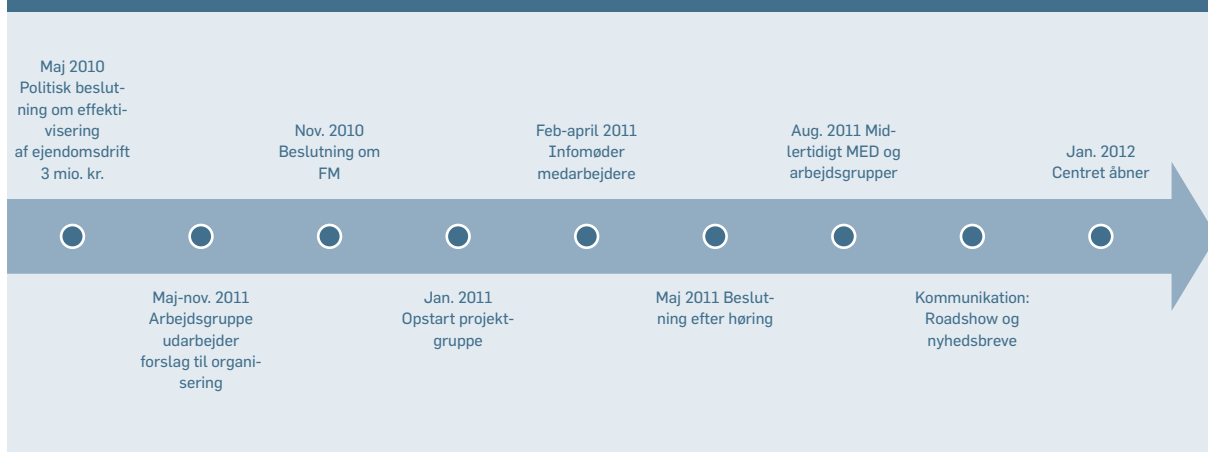 Maj 2010
Politisk beslut-
ning om effekti-
visering
af ejendomsdrift
3 mio. kr.
Maj-nov. 2011
Arbejdsgruppe
udarbejder
forslag til organi-
sering
Nov. 2010
Beslutning om
FM
Jan. 2011
Opstart projekt-
gruppe
Feb-april 2011
Infomøder
medarbejdere
Maj 2011 Beslut-
ning efter høring
Aug. 2011 Mid-
lertidigt MED og
arbejdsgrupper
Kommunikation:
Roadshow og
nyhedsbreve
Jan. 2012
Centret åbner